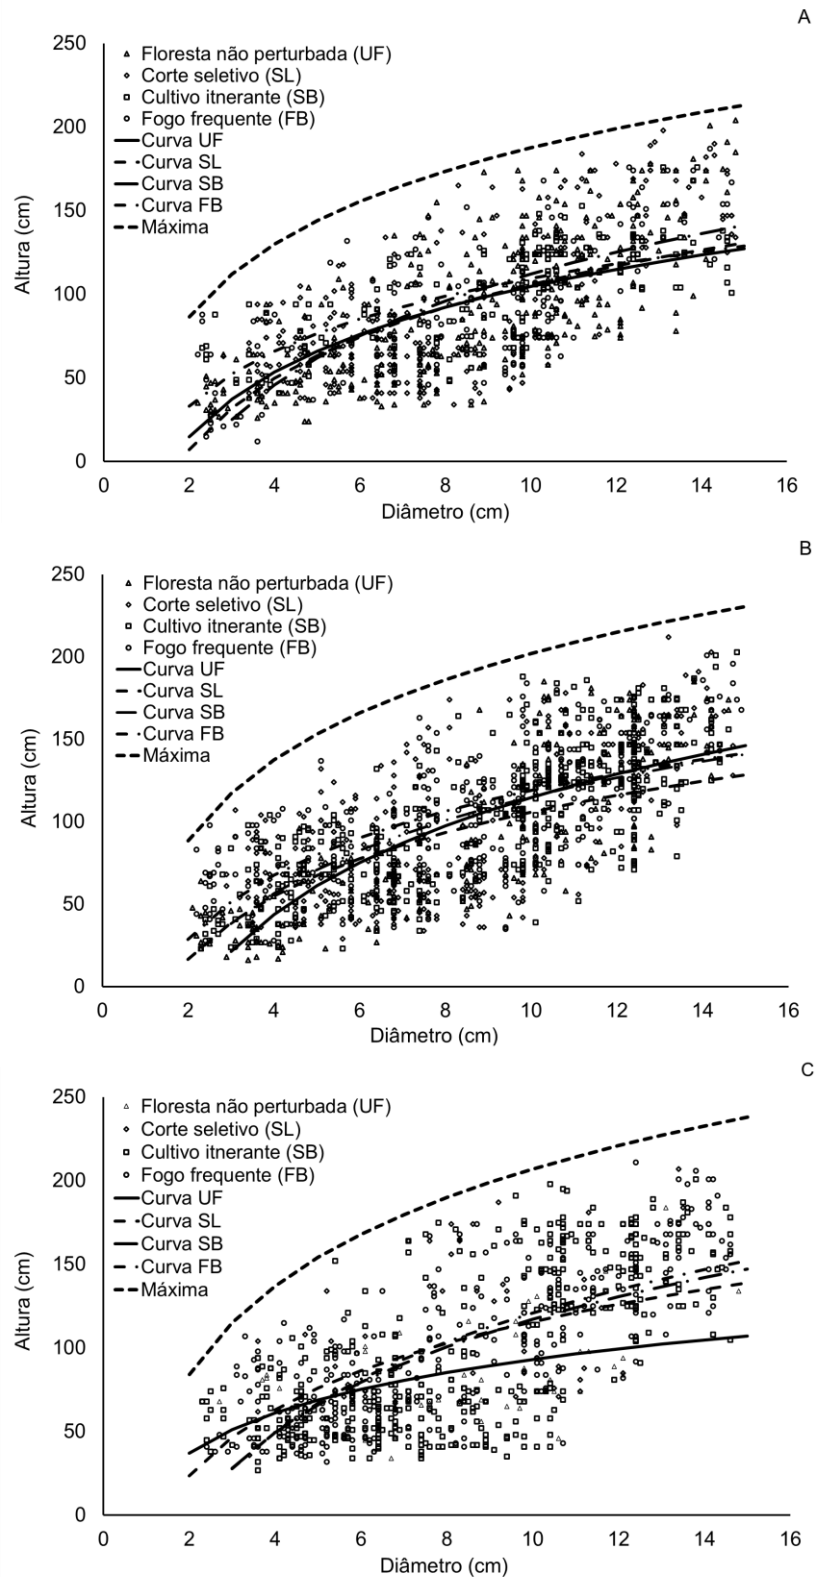 A
250
200
150
100
50
0
Altura (cm)
Floresta não perturbada (UF)
Corte seletivo (SL)
Cultivo itnerante (SB)
Fogo frequente (FB)
Curva UF
Curva SL
Curva SB
Curva FB
Máxima
0 2 4 6 8 10 12 14 16
Diâmetro (cm)
B
250
200
150
100
50
0
Altura (cm)
Floresta não perturbada (UF)
Corte seletivo (SL)
Cultivo itnerante (SB)
Fogo frequente (FB)
Curva UF
Curva SL
Curva SB
Curva FB
Máxima
0 2 4 6 8 10 12 14 16
Diâmetro (cm)
C
250
200
150
100
50
0
Altura (cm)
Floresta não perturbada (UF)
Corte seletivo (SL)
Cultivo itnerante (SB)
Fogo frequente (FB)
Curva UF
Curva SL
Curva SB
Curva FB
Máxima
0 2 4 6 8 10 12 14 16
Diâmetro (cm)